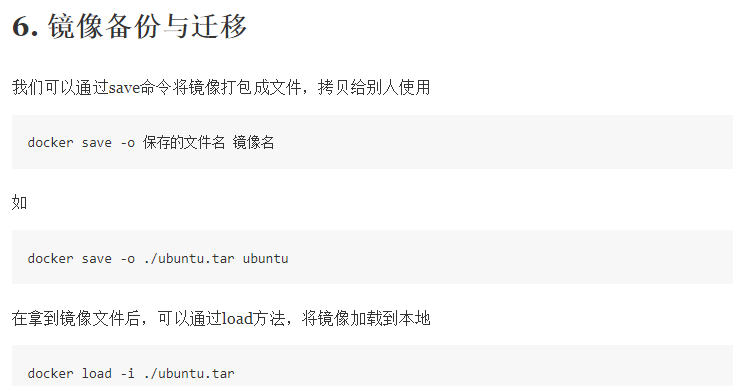 6. 镜像备份与迁移
我们可以通过save命令将镜像打包成文件，拷贝给别人使用
docker save -o 保存的文件名 镜像名
如
docker save -o ./ubuntu.tar ubuntu
在拿到镜像文件后，可以通过load方法，将镜像加载到本地
docker load -i ./ubuntu.tar